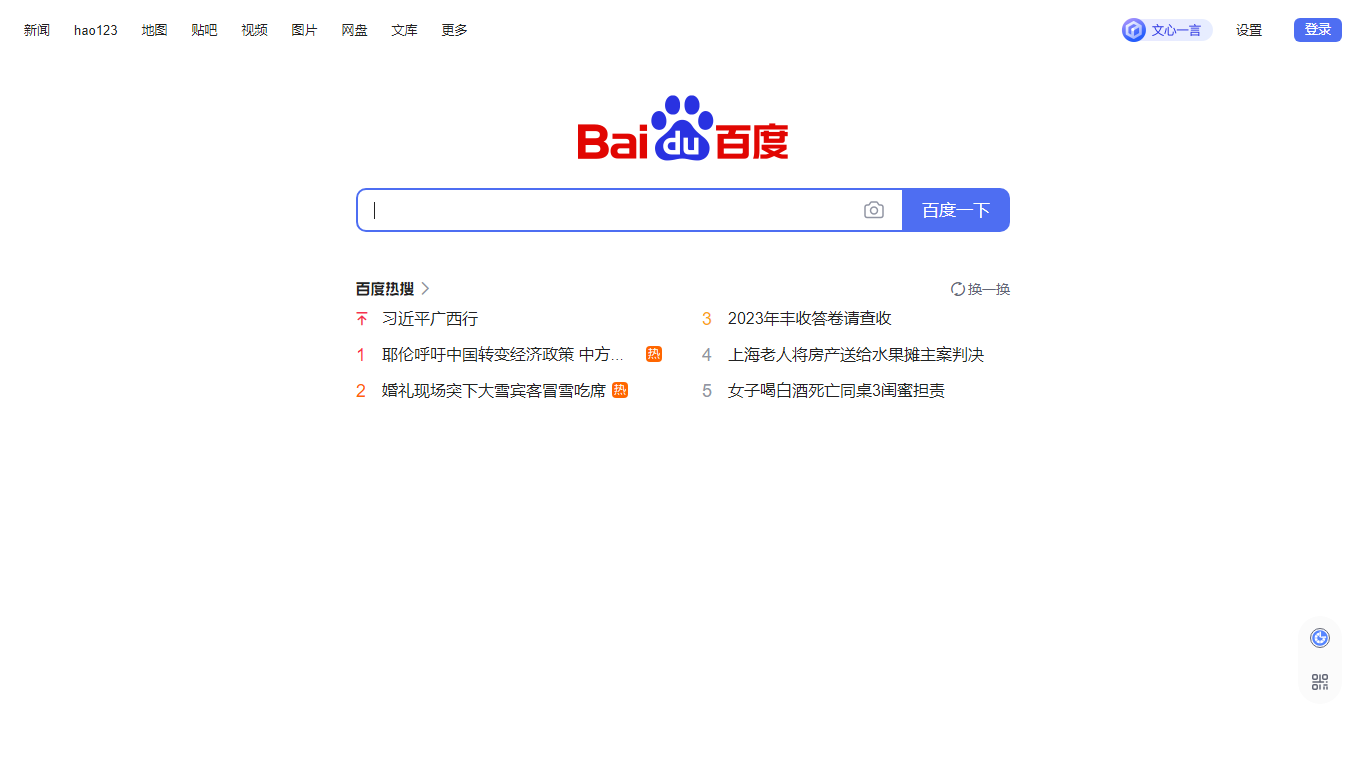 新闻 hao123 地图 贴吧 视频 图片 网盘 文库 更多 文心一言 设置 登录
Bai du 百度
百度一下
百度热搜 换一换
习近平广西行
1 耶伦呼吁中国转变经济政策 中方... 热
2 婚礼现场突下大雪宾客冒雪吃席 热
3 2023年丰收答卷请查收
4 上海老人将房产送给水果摊主案判决
5 女子喝白酒死亡同桌3闺蜜担责